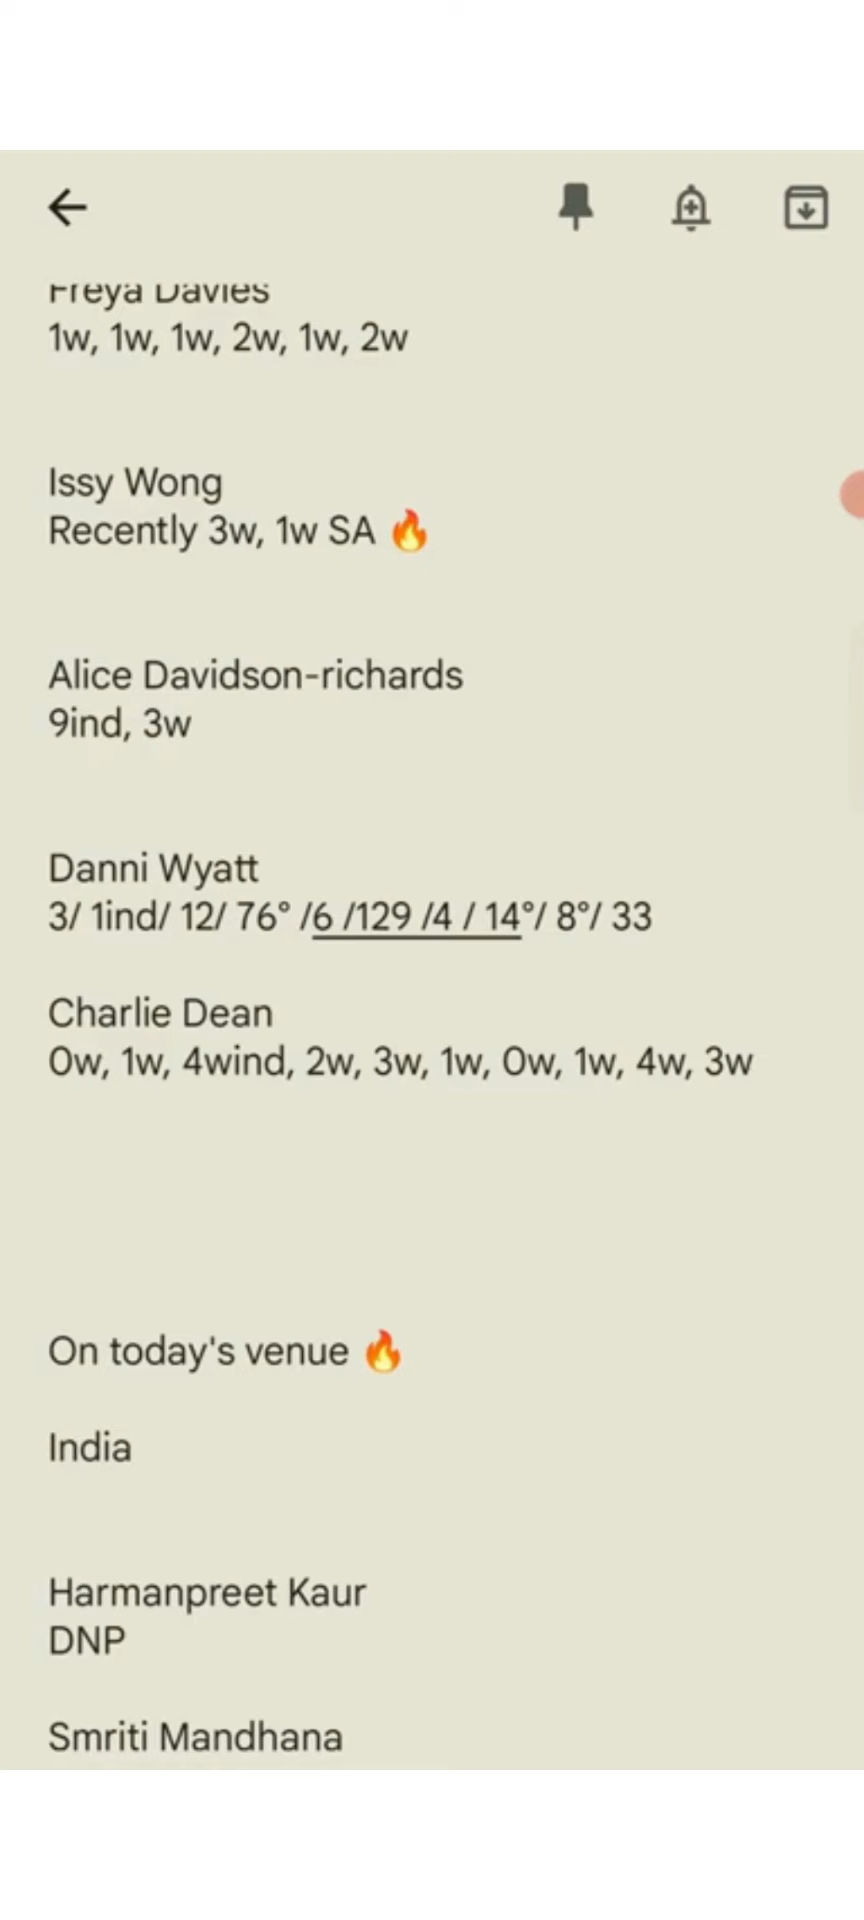 Freya Davies
1w, 1w, 1w, 2w, 1w, 2w
Issy Wong
Recently 3w, 1w SA 🔥
Alice Davidson-richards
9ind, 3w
Danni Wyatt
3/ 1ind/ 12/ 76° /6 /129 /4 / 14°/ 8°/ 33
Charlie Dean
0w, 1w, 4wind, 2w, 3w, 1w, 0w, 1w, 4w, 3w
On today's venue 🔥
India
Harmanpreet Kaur
DNP
Smriti Mandhana